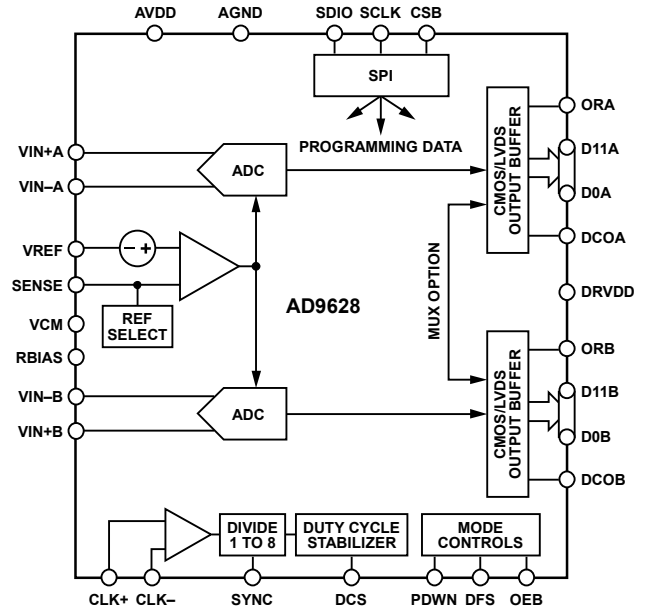 AVDD AGND SDIO SCLK CSB
SPI
PROGRAMMING DATA
VIN+A
VIN–A
ADC
VREF
– +
SENSE
REF
SELECT
VCM
RBIAS
AD9628
VIN–B
VIN+B
ADC
MUX OPTION
CMOS/LVDS
OUTPUT BUFFER
ORA
D11A
D0A
DCOA
DRVDD
CMOS/LVDS
OUTPUT BUFFER
ORB
D11B
D0B
DCOB
DIVIDE
1 TO 8
DUTY CYCLE
STABILIZER
MODE
CONTROLS
CLK+ CLK– SYNC DCS PDWN DFS OEB